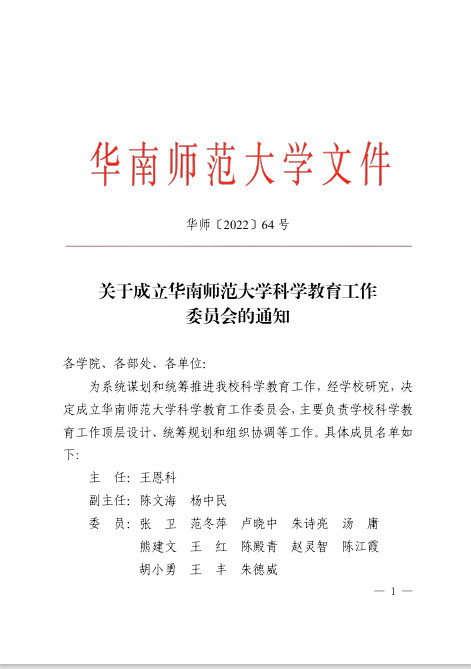 华南师范大学文件
华师〔2022〕64 号
关于成立华南师范大学科学教育工作
委员会的通知
各学院、各部处、各单位：
为系统谋划和统筹推进我校科学教育工作，经学校研究，决
定成立华南师范大学科学教育工作委员会，主要负责学校科学教
育工作顶层设计、统筹规划和组织协调等工作。具体成员名单如
下：
主　任：王恩科
副主任：陈文海　杨中民
委　员：张　卫　范冬萍　卢晓中　朱诗亮　汤　庸
熊建文　王　红　陈殿青　赵灵智　陈江霞
胡小勇　王　丰　朱德威
— 1 —